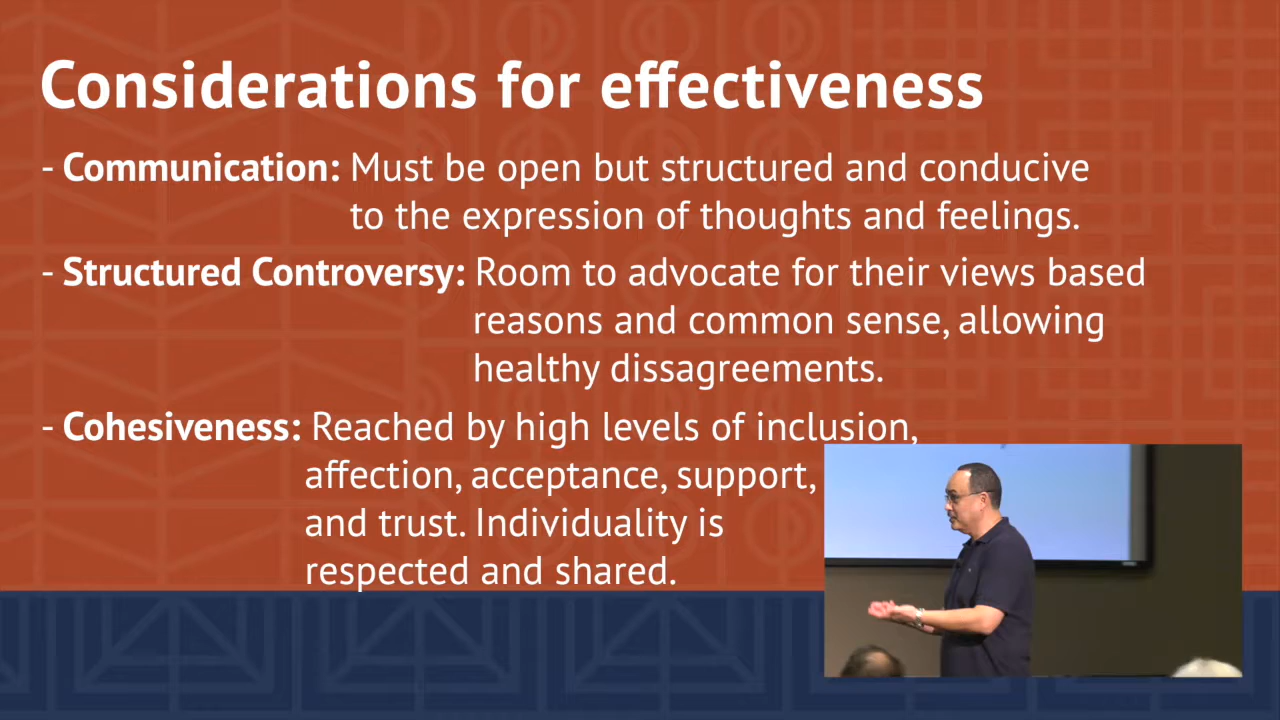 Considerations for effectiveness
- Communication: Must be open but structured and conducive
to the expression of thoughts and feelings.
- Structured Controversy: Room to advocate for their views based
reasons and common sense, allowing
healthy dissagreements.
- Cohesiveness: Reached by high levels of inclusion,
affection, acceptance, support,
and trust. Individuality is
respected and shared.